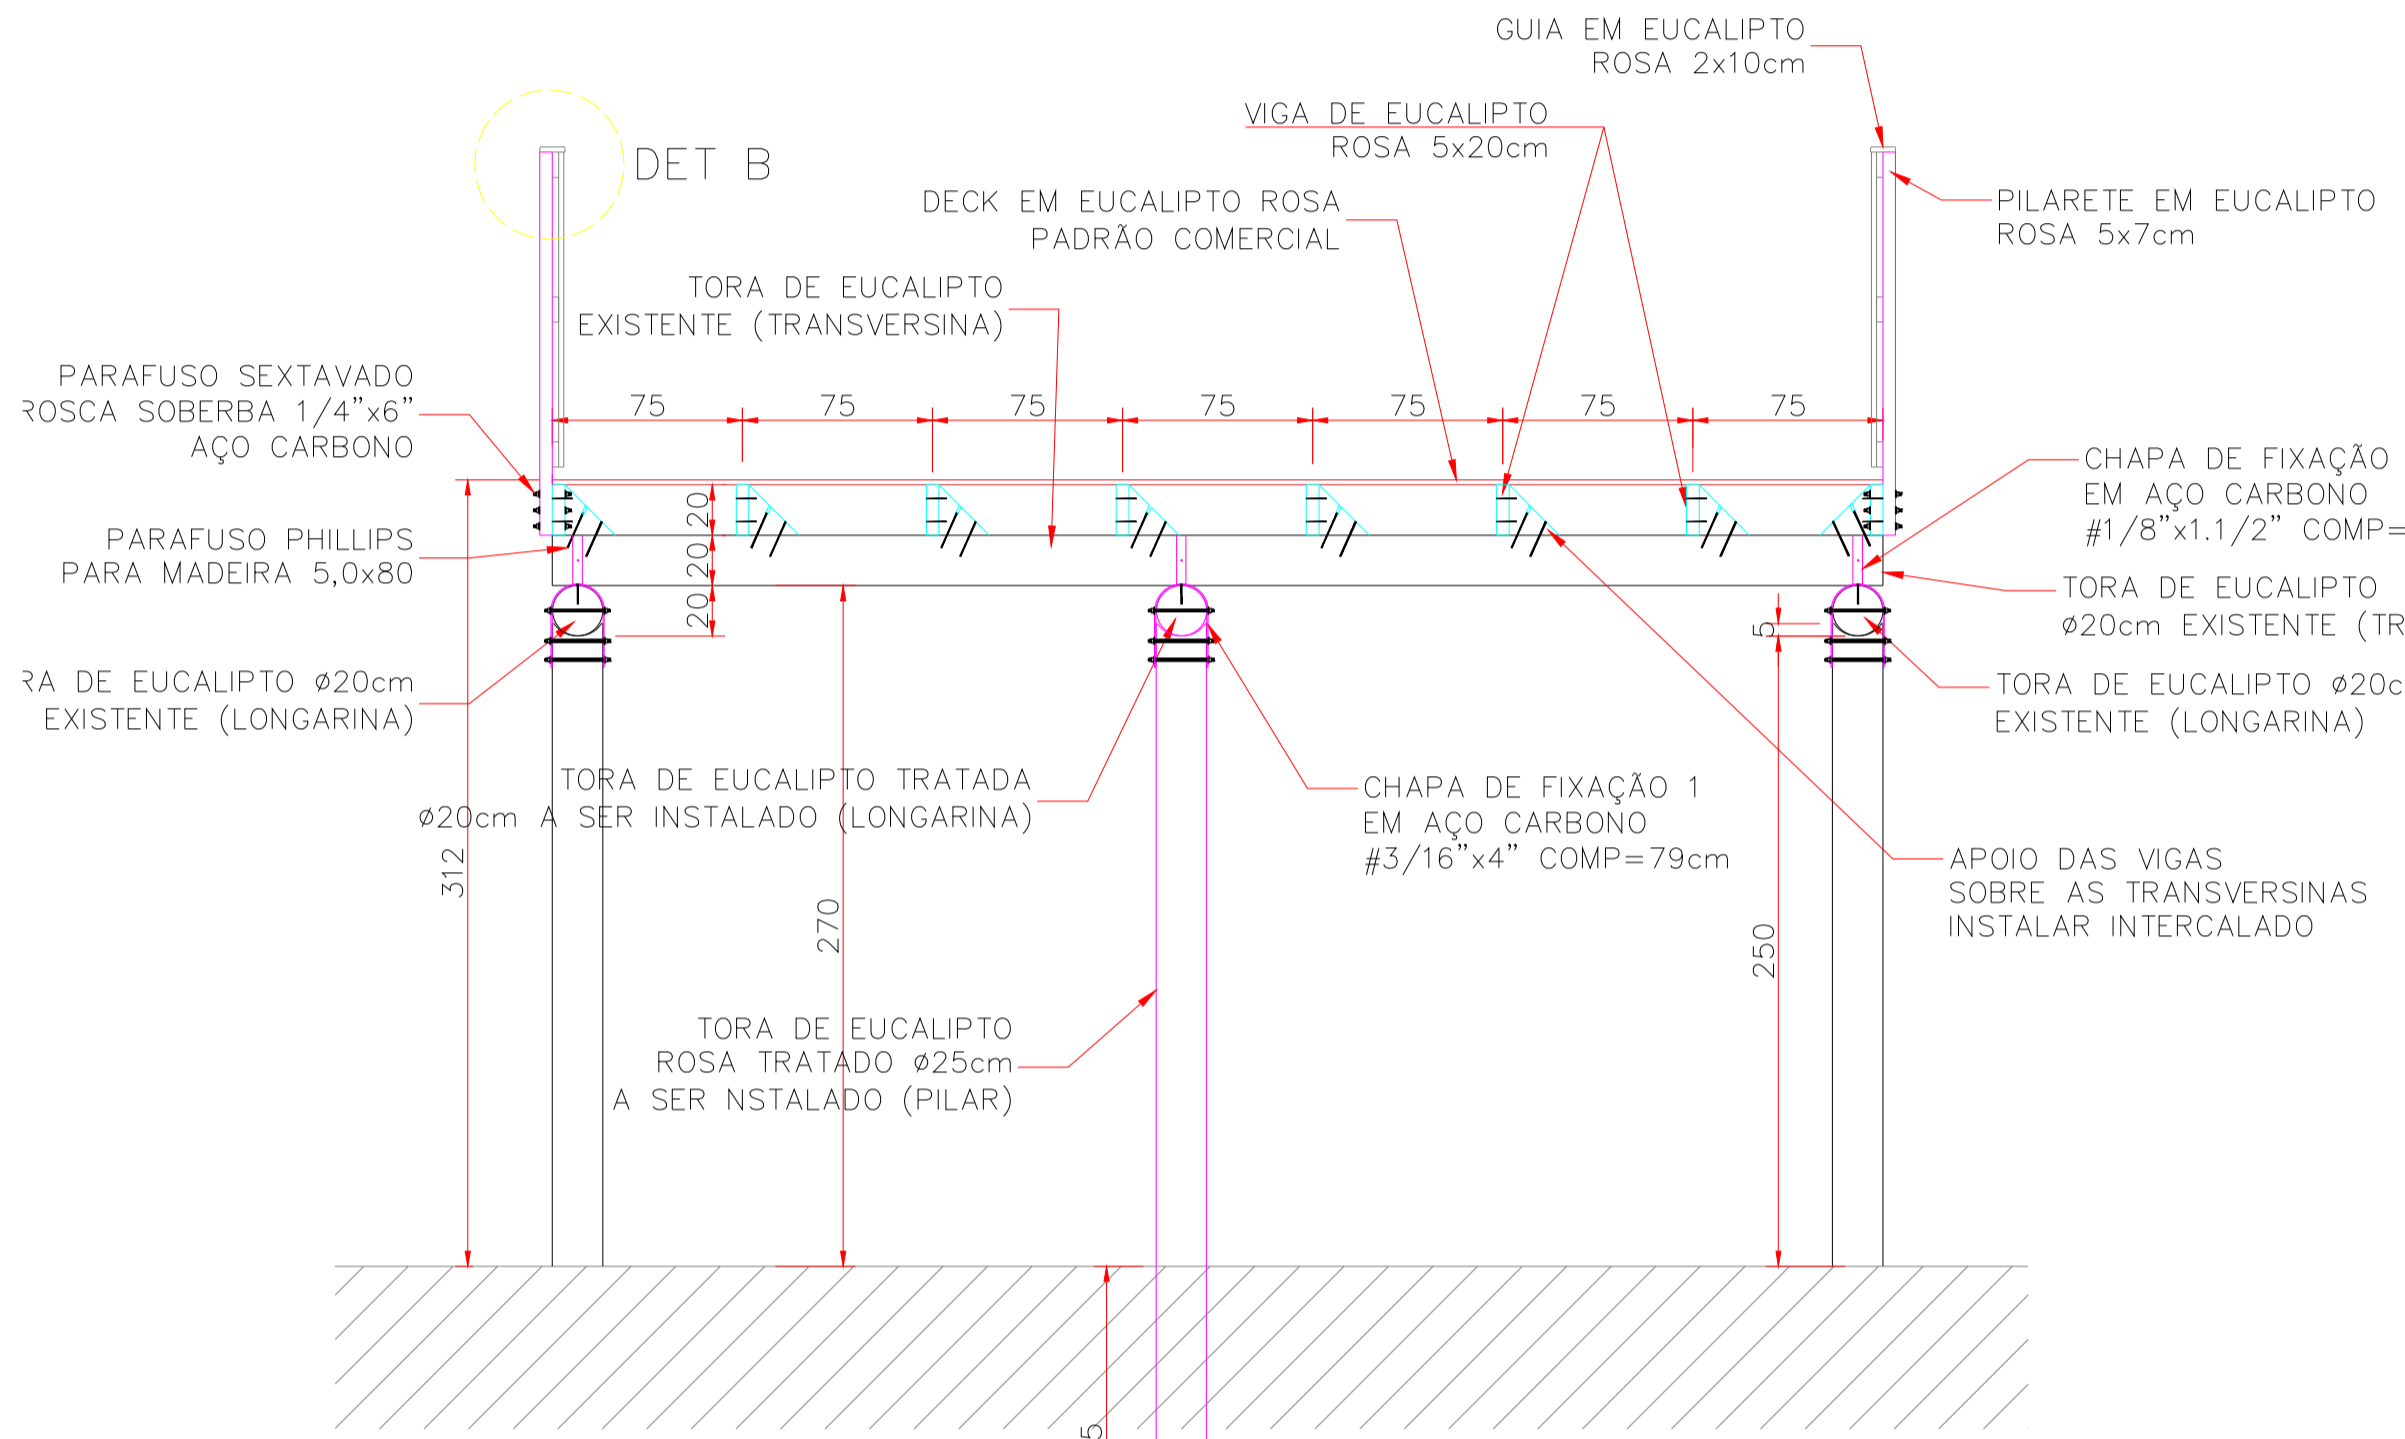 GUIA EM EUCALIPTO
ROSA 2x10cm
VIGA DE EUCALIPTO
ROSA 5x20cm
DET B
DECK EM EUCALIPTO ROSA
PADRÃO COMERCIAL
PILARETE EM EUCALIPTO
ROSA 5x7cm
TORA DE EUCALIPTO
EXISTENTE (TRANSVERSINA)
PARAFUSO SEXTAVADO
ROSCA SOBERBA 1/4"x6"
AÇO CARBONO
75 75 75 75 75 75 75
CHAPA DE FIXAÇÃO
EM AÇO CARBONO
#1/8"x1.1/2" COMP=
PARAFUSO PHILLIPS
PARA MADEIRA 5,0x80
20
20
20
TORA DE EUCALIPTO
ø20cm EXISTENTE (TR
5
RA DE EUCALIPTO ø20cm
EXISTENTE (LONGARINA)
TORA DE EUCALIPTO ø20c
EXISTENTE (LONGARINA)
TORA DE EUCALIPTO TRATADA
ø20cm A SER INSTALADO (LONGARINA)
CHAPA DE FIXAÇÃO 1
EM AÇO CARBONO
#3/16"x4" COMP=79cm
312
270
250
APOIO DAS VIGAS
SOBRE AS TRANSVERSINAS
INSTALAR INTERCALADO
TORA DE EUCALIPTO
ROSA TRATADO ø25cm
A SER NSTALADO (PILAR)
5